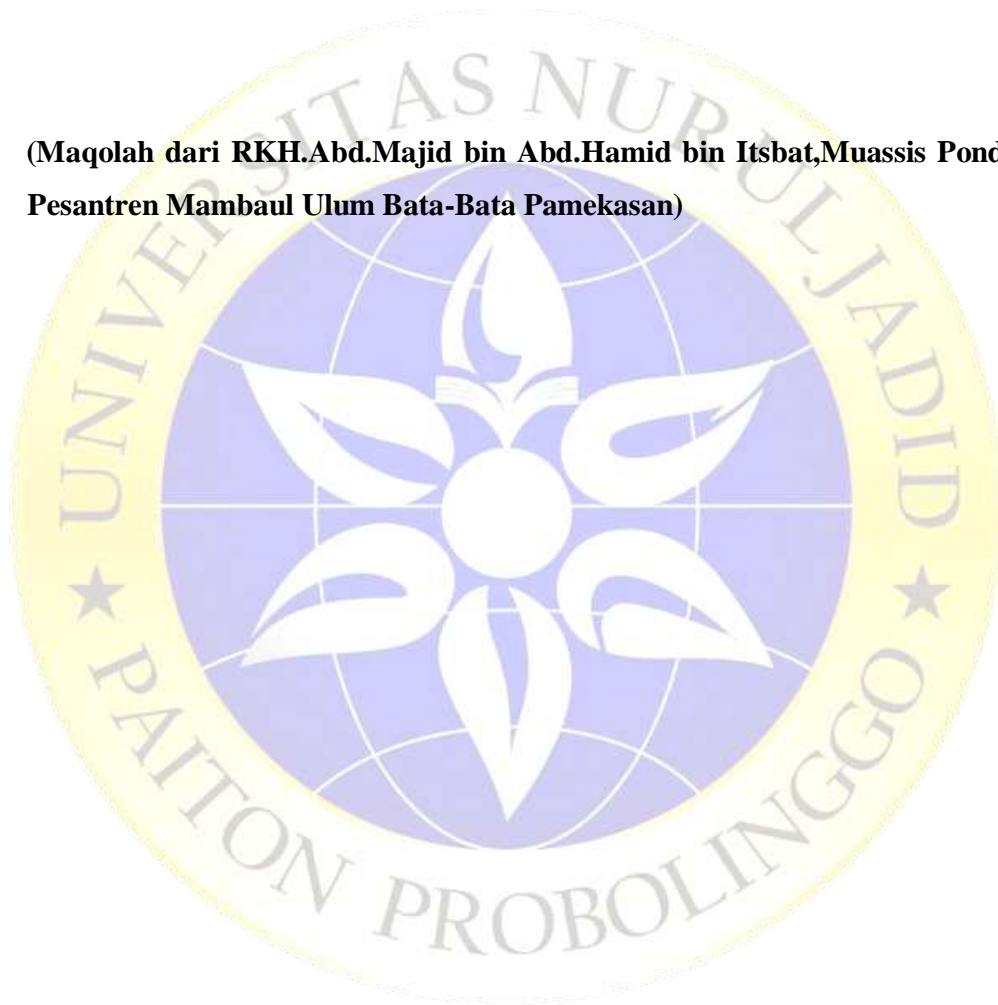 (Maqolah dari RKH.Abd.Majid bin Abd.Hamid bin Itsbat,Muassis Pond
Pesantren Mambaul Ulum Bata-Bata Pamekasan)
UNIVERSITAS NURUL JADID
★ PAITON PROBOLINGGO ★